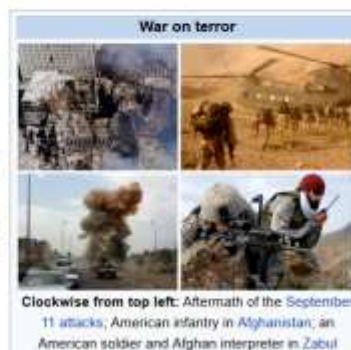 War on terror
Clockwise from top left: Aftermath of the September
11 attacks; American infantry in Afghanistan; an
American soldier and Afghan interpreter in Zabul